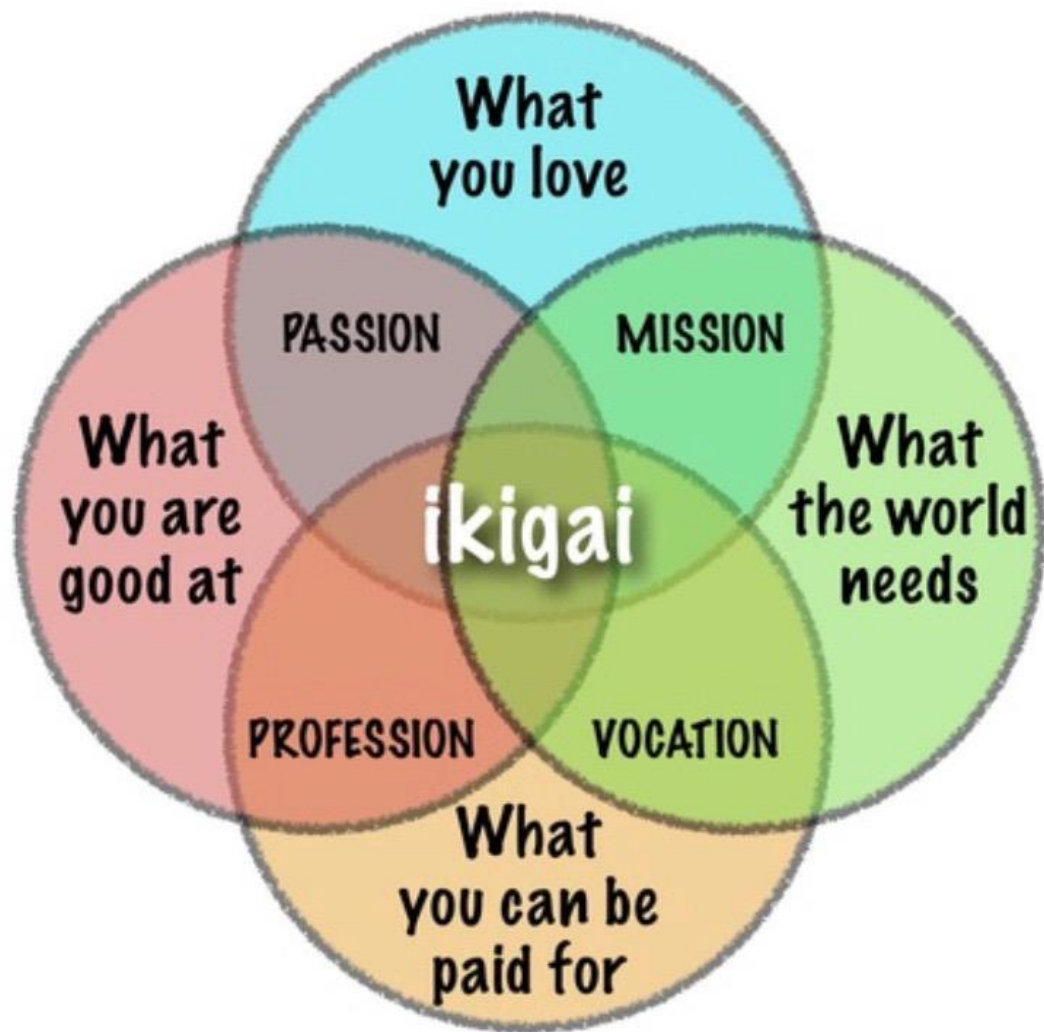 What
you love
PASSION
MISSION
What
you are
good at
ikigai
What
the world
needs
PROFESSION
VOCATION
What
you can be
paid for